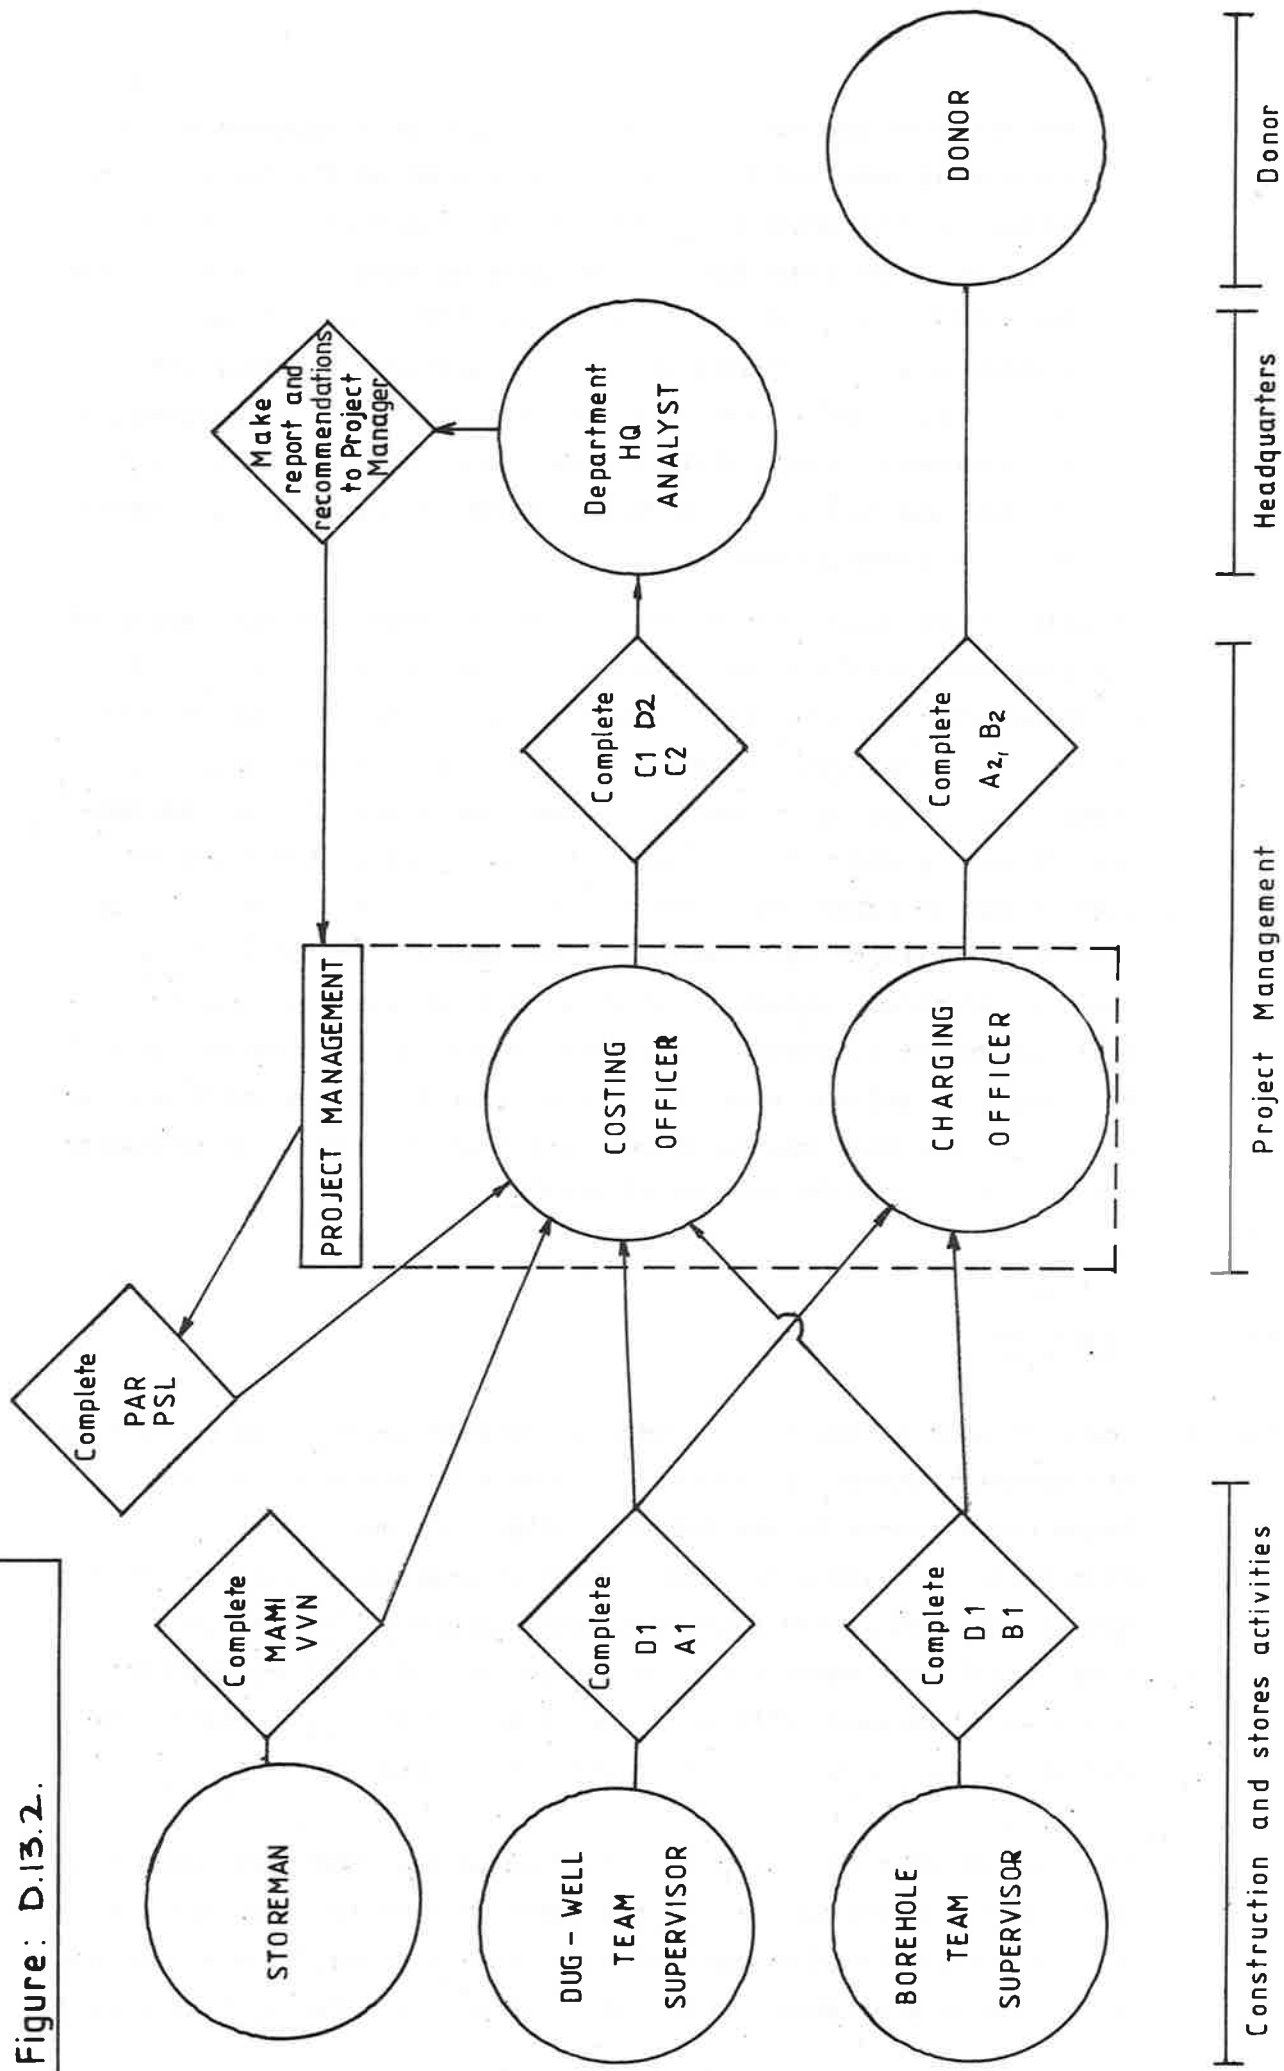 Figure: D.13.2.
STOREMAN
Complete
MAMI
VVN
Complete
PAR
PSL
PROJECT MANAGEMENT
Make
report and
recommendations
to Project
Manager
DUG-WELL
TEAM
SUPERVISOR
Complete
D1
A1
COSTING
OFFICER
Complete
C1 D2
C2
Department
HQ
ANALYST
BOREHOLE
TEAM
SUPERVISOR
Complete
D1
B1
CHARGING
OFFICER
Complete
A2, B2
DONOR
Construction and stores activities
Project Management
Headquarters
Donor